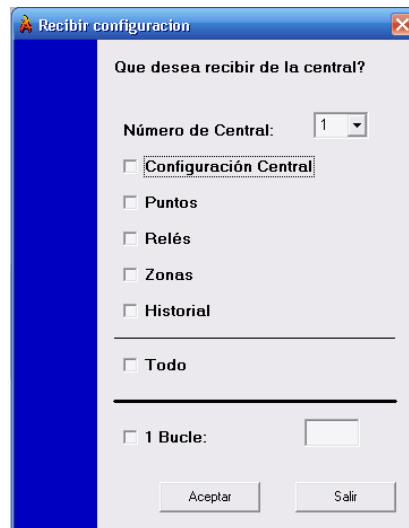 Recibir configuracion
Que desea recibir de la central?
Número de Central: 1
Configuración Central
Puntos
Relés
Zonas
Historial
Todo
1 Bucle:
Aceptar Salir